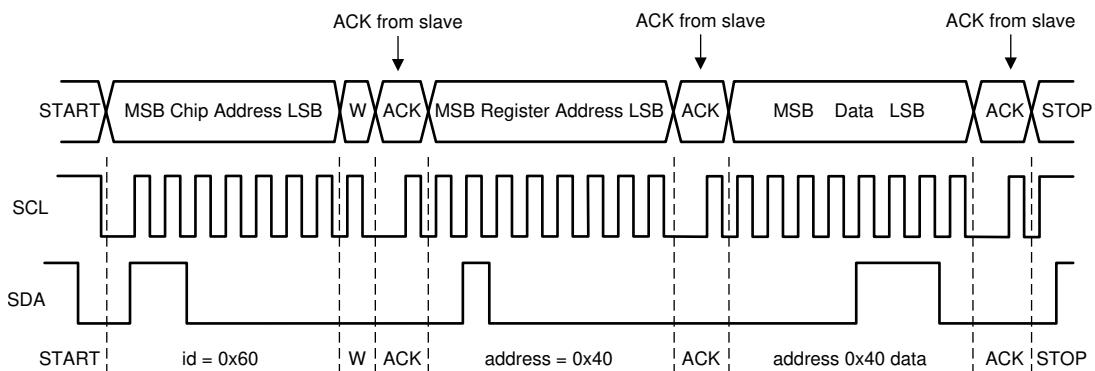 ACK from slave ACK from slave ACK from slave
START MSB Chip Address LSB W ACK MSB Register Address LSB ACK MSB Data LSB ACK STOP
SCL
SDA
START id = 0x60 W ACK address = 0x40 ACK address 0x40 data ACK STOP